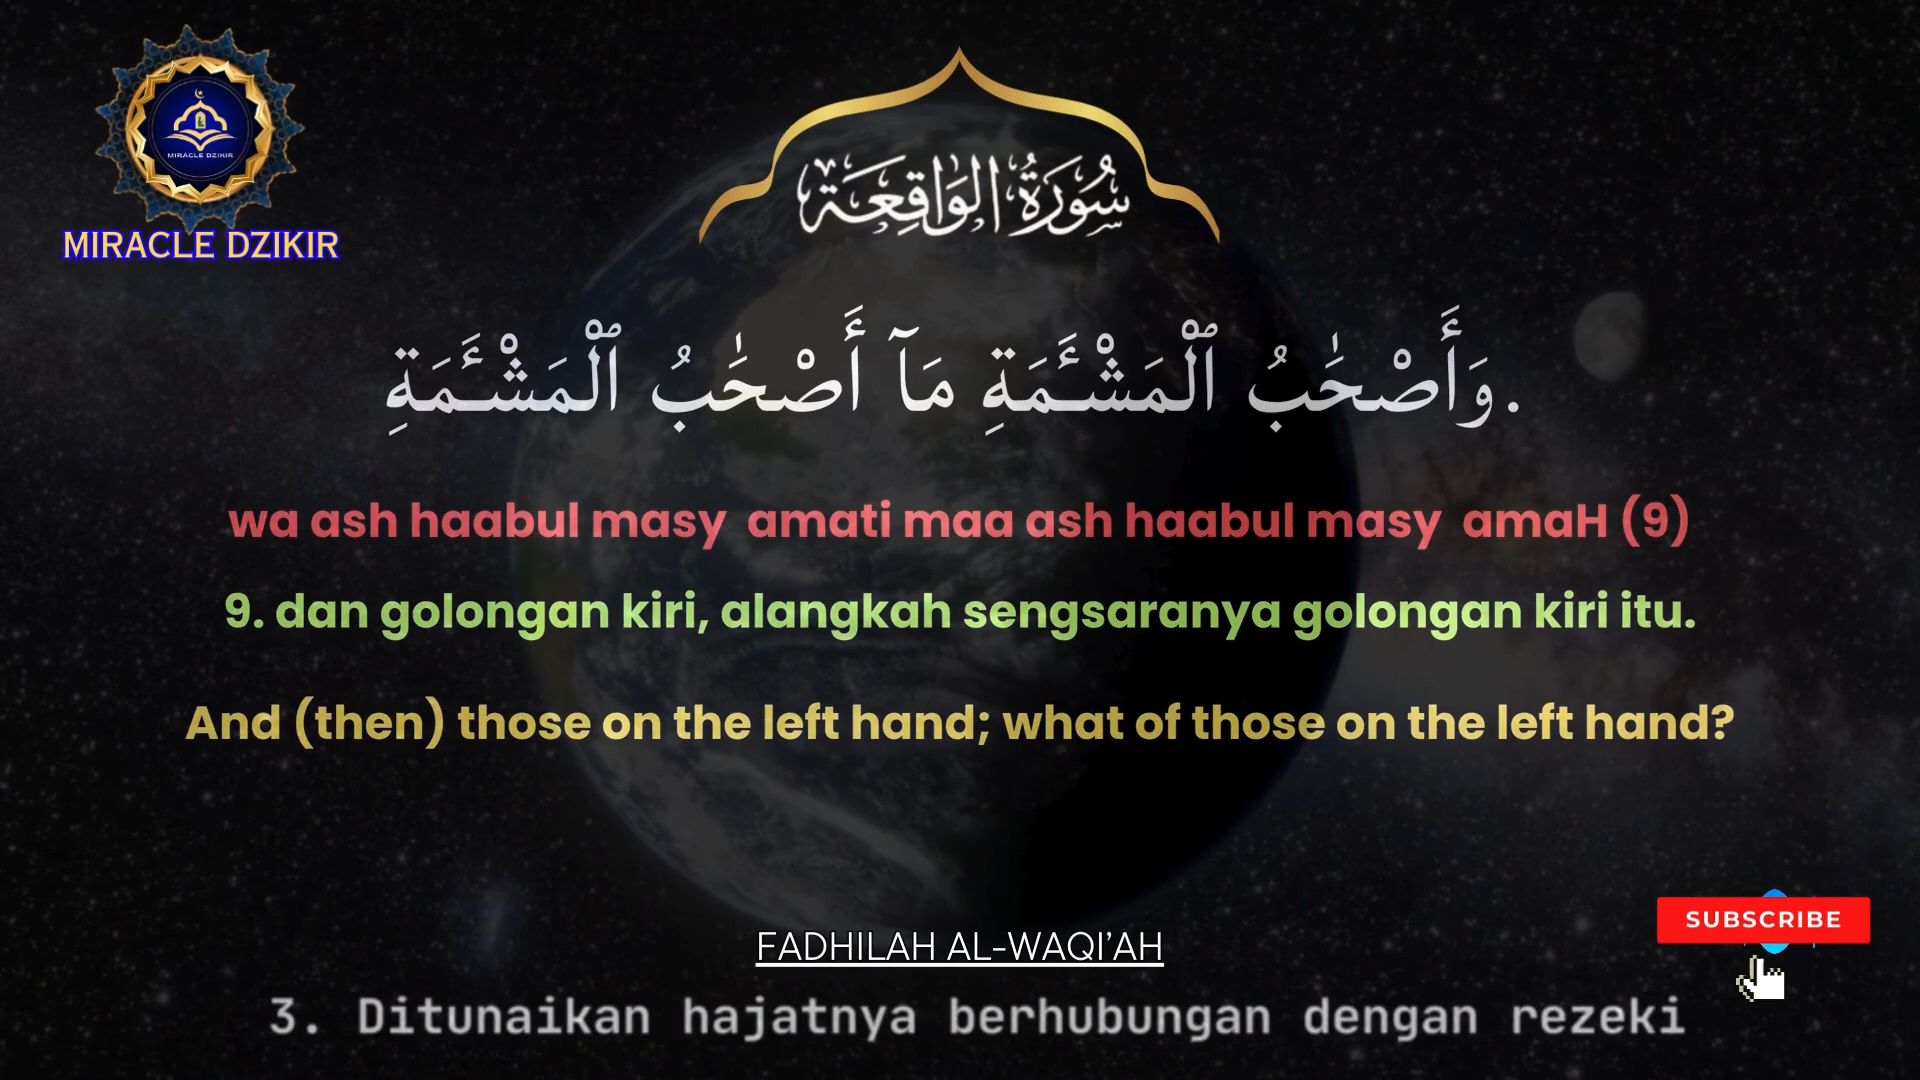 MIRACLE DZIKIR
MIRACLE DZIKIR
سُورَةُ الوَاقِعَة
وَأَصْحَٰبُ ٱلْمَشْـَٔمَةِ مَآ أَصْحَٰبُ ٱلْمَشْـَٔمَةِ.
wa ash haabul masy amati maa ash haabul masy amaH (9)
9. dan golongan kiri, alangkah sengsaranya golongan kiri itu.
And (then) those on the left hand; what of those on the left hand?
SUBSCRIBE
FADHILAH AL-WAQI’AH
3. Ditunaikan hajatnya berhubungan dengan rezeki